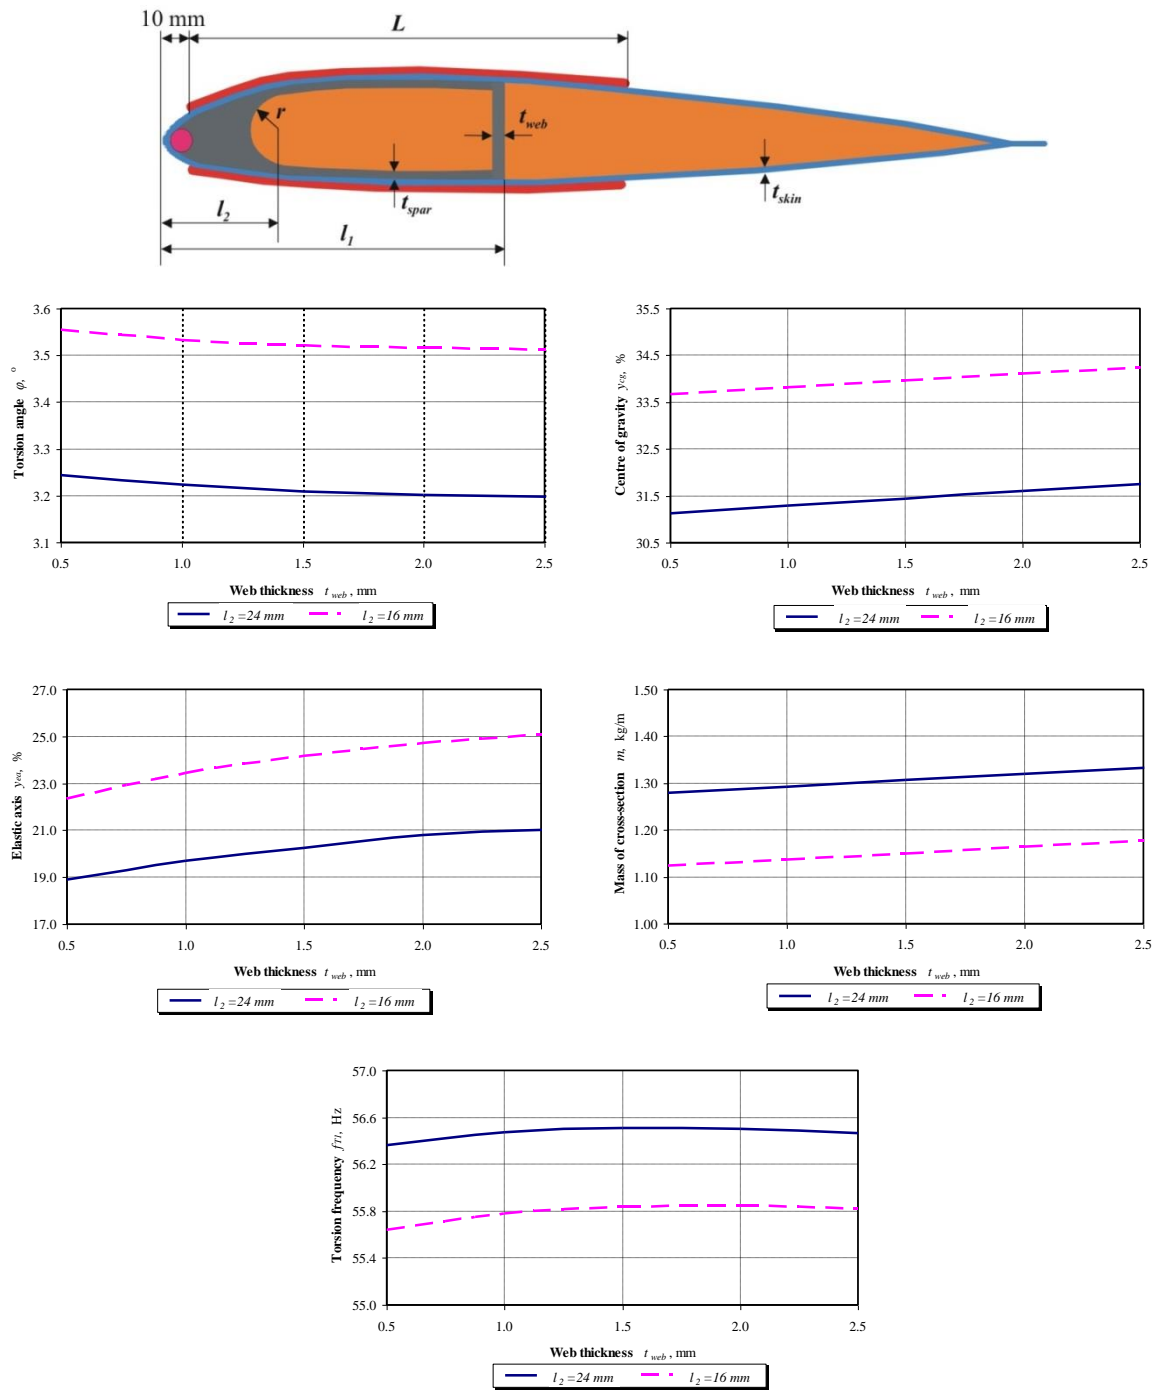 10 mm
L
r
t_web
t_spar
t_skin
l_2
l_1
Torsion angle φ, °
3.6
3.5
3.4
3.3
3.2
3.1
0.5 1.0 1.5 2.0 2.5
Web thickness t_web, mm
l_2=24 mm l_2=16 mm
Centre of gravity y_cg, %
35.5
34.5
33.5
32.5
31.5
30.5
0.5 1.0 1.5 2.0 2.5
Web thickness t_web, mm
l_2=24 mm l_2=16 mm
Elastic axis y_ea, %
27.0
25.0
23.0
21.0
19.0
17.0
0.5 1.0 1.5 2.0 2.5
Web thickness t_web, mm
l_2=24 mm l_2=16 mm
Mass of cross-section m, kg/m
1.50
1.40
1.30
1.20
1.10
1.00
0.5 1.0 1.5 2.0 2.5
Web thickness t_web, mm
l_2=24 mm l_2=16 mm
Torsion frequency f_T1, Hz
57.0
56.6
56.2
55.8
55.4
55.0
0.5 1.0 1.5 2.0 2.5
Web thickness t_web, mm
l_2=24 mm l_2=16 mm